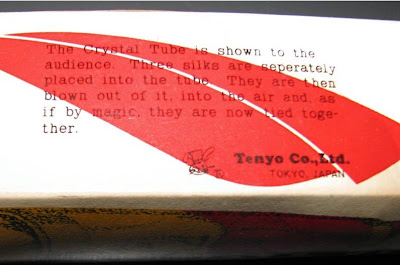 The Crystal Tube is shown to the
audience. Three silks are seperately
placed into the tube. They are then
blown out of it, into the air and, as
if by magic, they are now tied toge-
ther.
Tenyo Co.,Ltd.
TOKYO, JAPAN